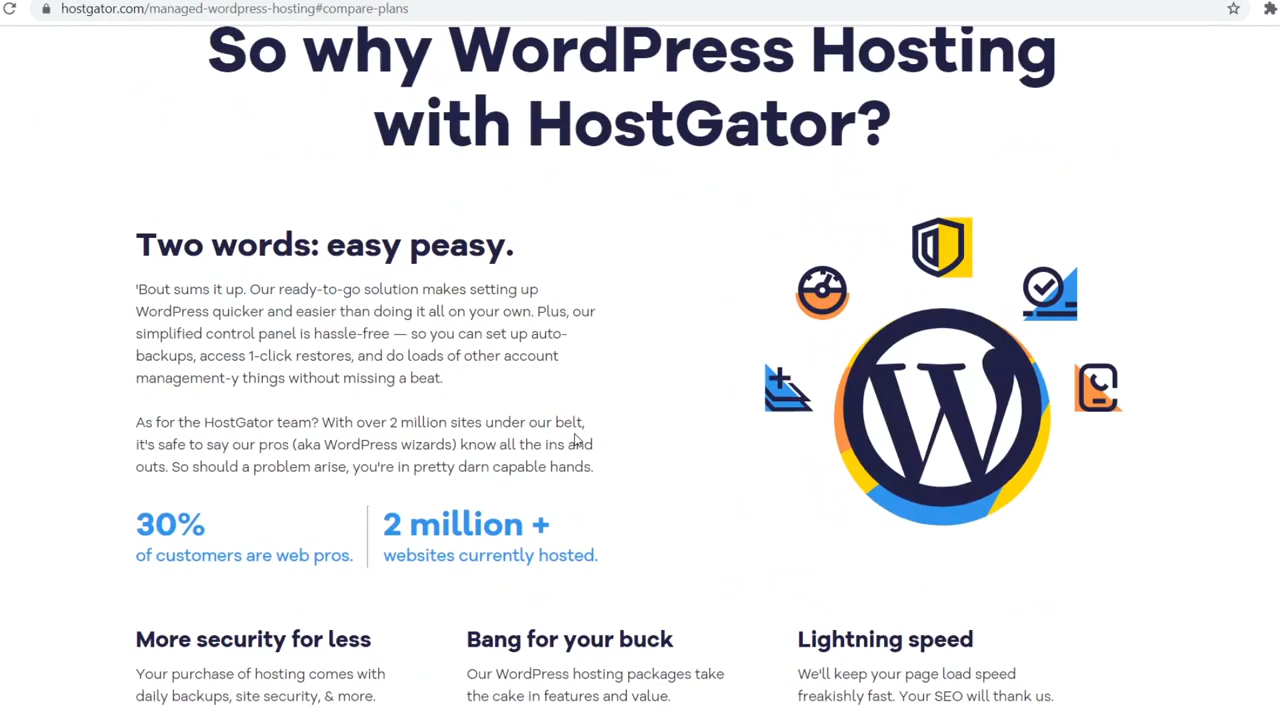 hostgator.com/managed-wordpress-hosting#compare-plans
So why WordPress Hosting
with HostGator?
Two words: easy peasy.
'Bout sums it up. Our ready-to-go solution makes setting up
WordPress quicker and easier than doing it all on your own. Plus, our
simplified control panel is hassle-free — so you can set up auto-
backups, access 1-click restores, and do loads of other account
management-y things without missing a beat.
As for the HostGator team? With over 2 million sites under our belt,
it's safe to say our pros (aka WordPress wizards) know all the ins and
outs. So should a problem arise, you're in pretty darn capable hands.
30%
of customers are web pros.
2 million +
websites currently hosted.
More security for less
Your purchase of hosting comes with
daily backups, site security, & more.
Bang for your buck
Our WordPress hosting packages take
the cake in features and value.
Lightning speed
We'll keep your page load speed
freakishly fast. Your SEO will thank us.